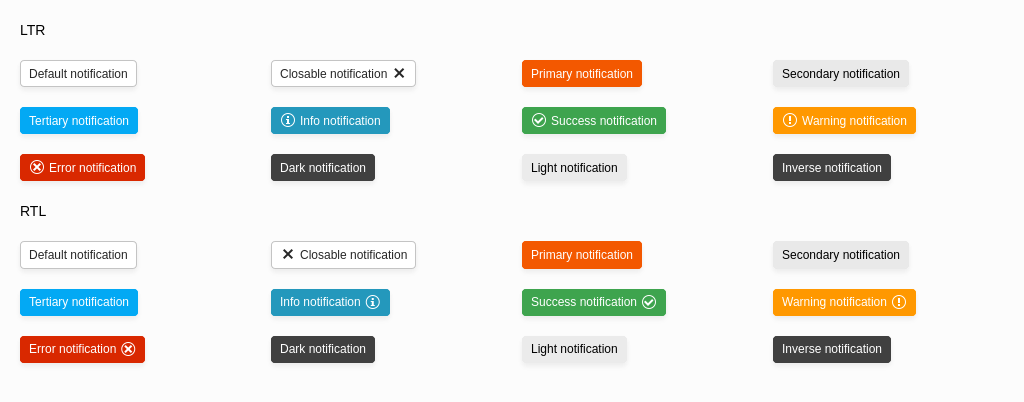 LTR
Default notification
Closable notification
Primary notification
Secondary notification
Tertiary notification
Info notification
Success notification
Warning notification
Error notification
Dark notification
Light notification
Inverse notification
RTL
Default notification
Closable notification
Primary notification
Secondary notification
Tertiary notification
Info notification
Success notification
Warning notification
Error notification
Dark notification
Light notification
Inverse notification